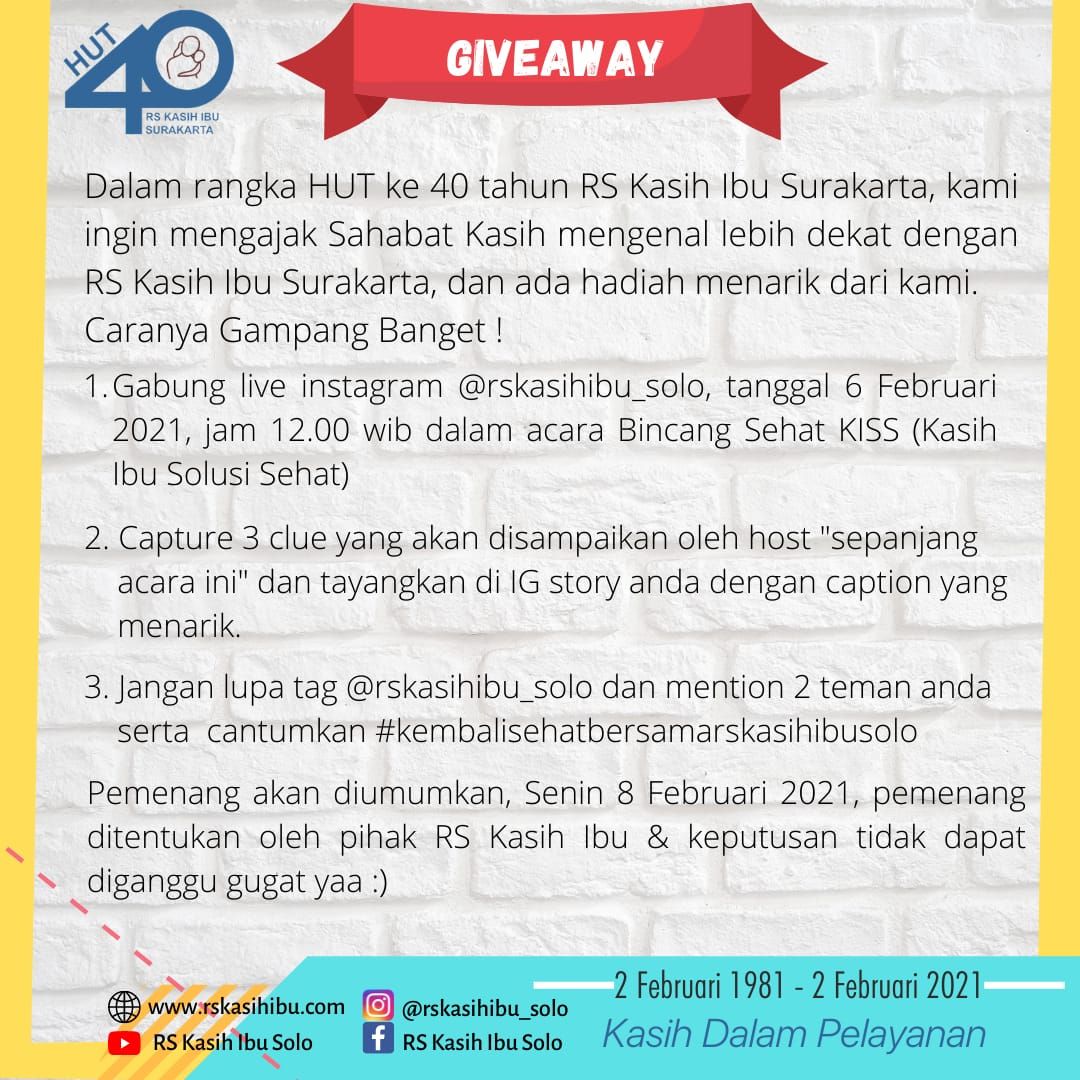 HUT
40
RS KASIH IBU
SURAKARTA
GIVEAWAY
Dalam rangka HUT ke 40 tahun RS Kasih Ibu Surakarta, kami
ingin mengajak Sahabat Kasih mengenal lebih dekat dengan
RS Kasih Ibu Surakarta, dan ada hadiah menarik dari kami.
Caranya Gampang Banget !
1. Gabung live instagram @rskasihibu_solo, tanggal 6 Februari
2021, jam 12.00 wib dalam acara Bincang Sehat KISS (Kasih
Ibu Solusi Sehat)
2. Capture 3 clue yang akan disampaikan oleh host "sepanjang
acara ini" dan tayangkan di IG story anda dengan caption yang
menarik.
3. Jangan lupa tag @rskasihibu_solo dan mention 2 teman anda
serta cantumkan #kembalisehatbersamarskasihibusolo
Pemenang akan diumumkan, Senin 8 Februari 2021, pemenang
ditentukan oleh pihak RS Kasih Ibu & keputusan tidak dapat
diganggu gugat yaa :)
www.rskasihibu.com
@rskasihibu_solo
RS Kasih Ibu Solo
RS Kasih Ibu Solo
2 Februari 1981 - 2 Februari 2021
Kasih Dalam Pelayanan